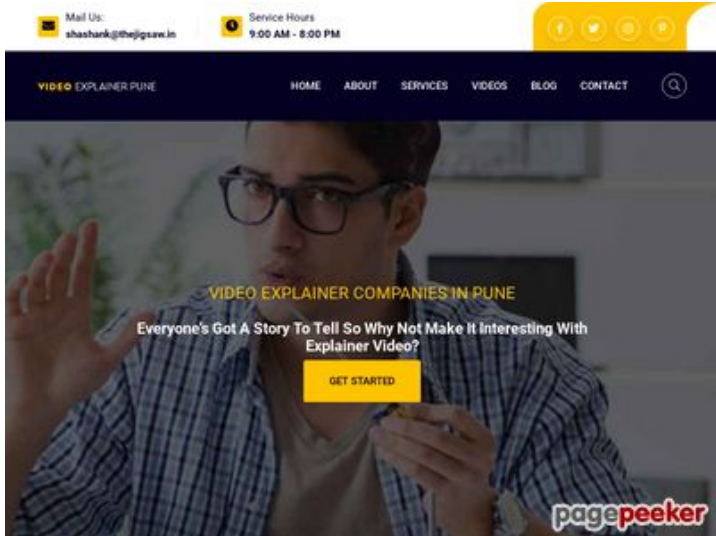 Mail Us:
shashank@thejigsaw.in
Service Hours
9:00 AM - 8:00 PM
VIDEO EXPLAINER PUNE
HOME ABOUT SERVICES VIDEOS BLOG CONTACT
VIDEO EXPLAINER COMPANIES IN PUNE
Everyone's Got A Story To Tell So Why Not Make It Interesting With
Explainer Video?
GET STARTED
pagepeeker